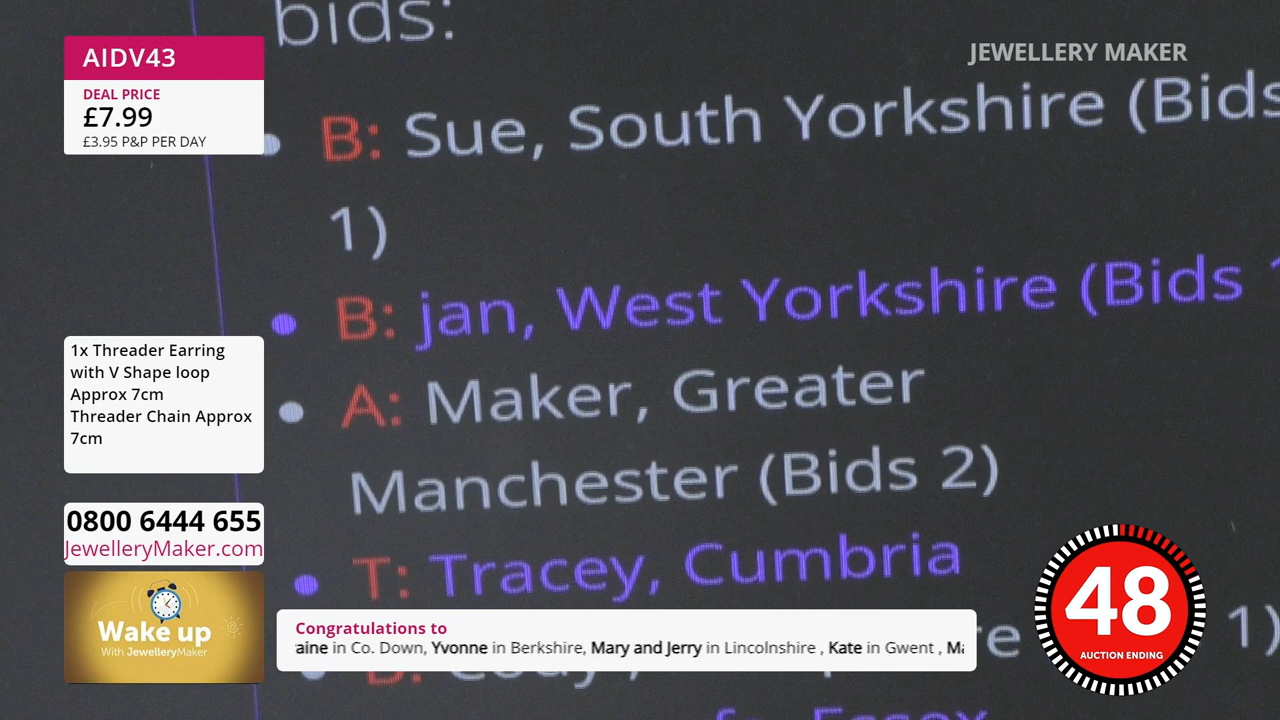 bids:
AIDV43
DEAL PRICE
£7.99
£3.95 P&P PER DAY
JEWELLERY MAKER
B: Sue, South Yorkshire (Bids
1)
B: jan, West Yorkshire (Bids 1
A: Maker, Greater
Manchester (Bids 2)
T: Tracey, Cumbria
1)
Essex
1x Threader Earring
with V Shape loop
Approx 7cm
Threader Chain Approx
7cm
0800 6444 655
JewelleryMaker.com
Wake up
With JewelleryMaker
Congratulations to
aine in Co. Down, Yvonne in Berkshire, Mary and Jerry in Lincolnshire , Kate in Gwent , Ma
48
AUCTION ENDING